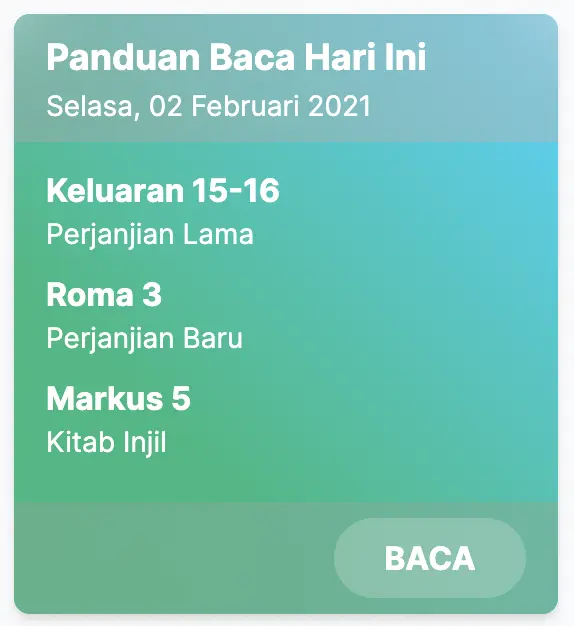 Panduan Baca Hari Ini
Selasa, 02 Februari 2021
Keluaran 15-16
Perjanjian Lama
Roma 3
Perjanjian Baru
Markus 5
Kitab Injil
BACA